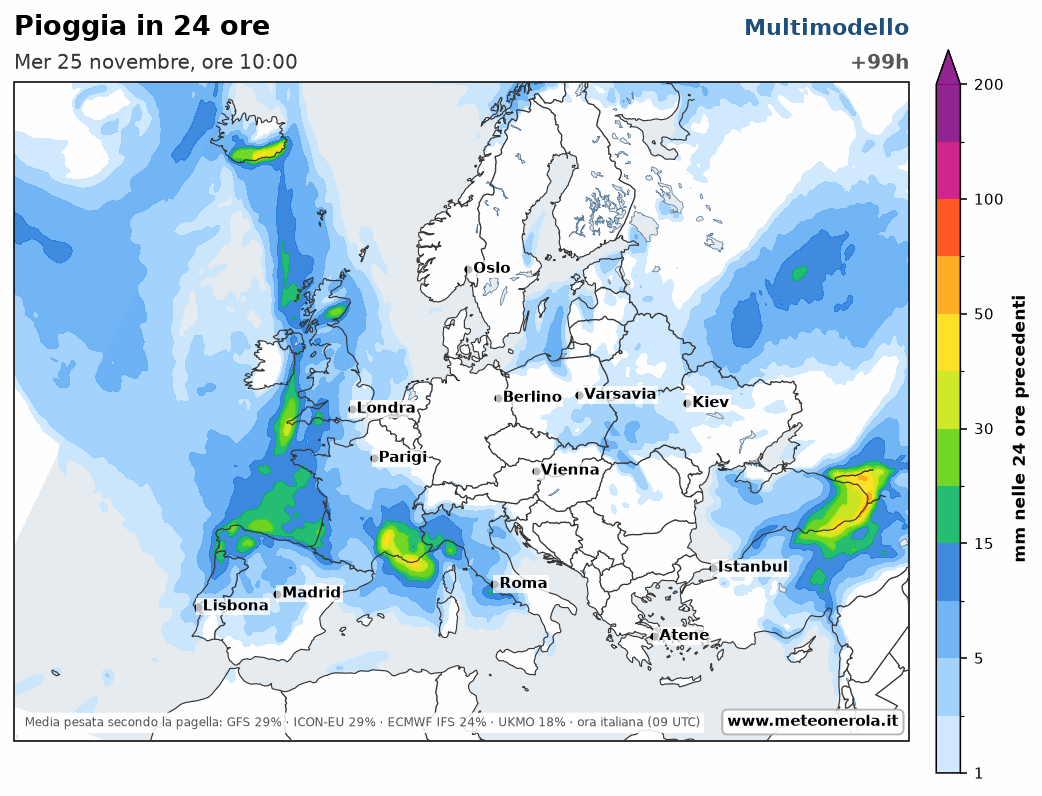 Pioggia in 24 ore
Multimodello
Mer 25 novembre, ore 10:00
+99h
200
100
50
30
15
5
1
mm nelle 24 ore precedenti
Oslo
Berlino
Varsavia
Kiev
Londra
Parigi
Vienna
Istanbul
Roma
Madrid
Lisbona
Atene
Media pesata secondo la pagella: GFS 29% · ICON-EU 29% · ECMWF IFS 24% · UKMO 18% · ora italiana (09 UTC)
www.meteonerola.it